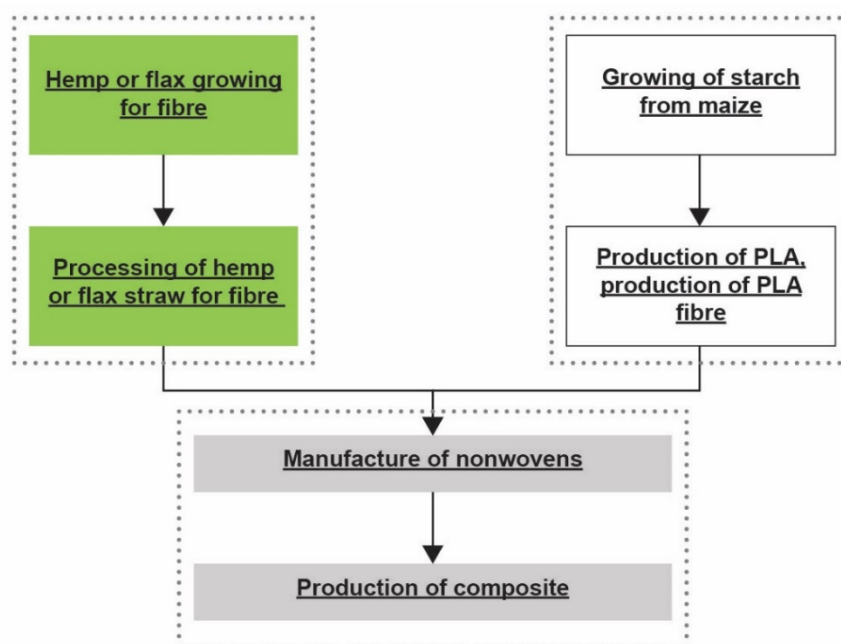 Hemp or flax growing
for fibre
Growing of starch
from maize
Processing of hemp
or flax straw for fibre
Production of PLA,
production of PLA
fibre
Manufacture of nonwovens
Production of composite